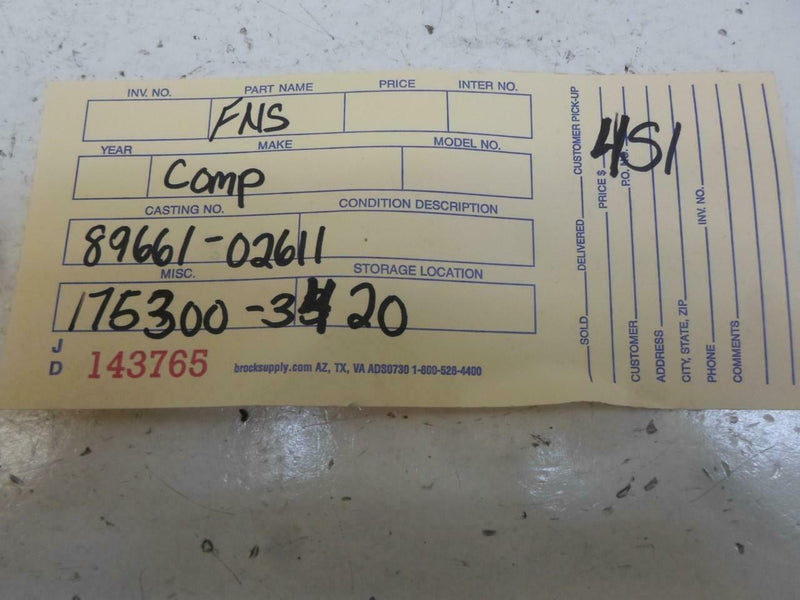 INV. NO. PART NAME PRICE INTER NO.
FNS
YEAR MAKE MODEL NO.
Comp
CASTING NO. CONDITION DESCRIPTION
89661-02611
MISC. STORAGE LOCATION
175300-3420
J D 143765
brocksupply.com AZ, TX, VA ADS0730 1-800-528-4400
SOLD DELIVERED CUSTOMER PICK-UP
PRICE $
CUSTOMER P.O. NO.
ADDRESS
CITY, STATE, ZIP
PHONE INV. NO.
COMMENTS
451